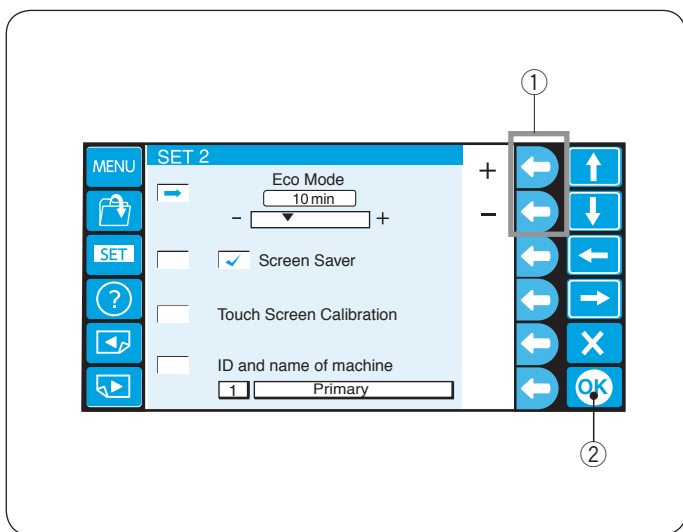 ①
MENU
SET 2
+
Eco Mode
10 min
- +
−
SET
✓ Screen Saver
?
Touch Screen Calibration
X
ID and name of machine
1 Primary
OK
②